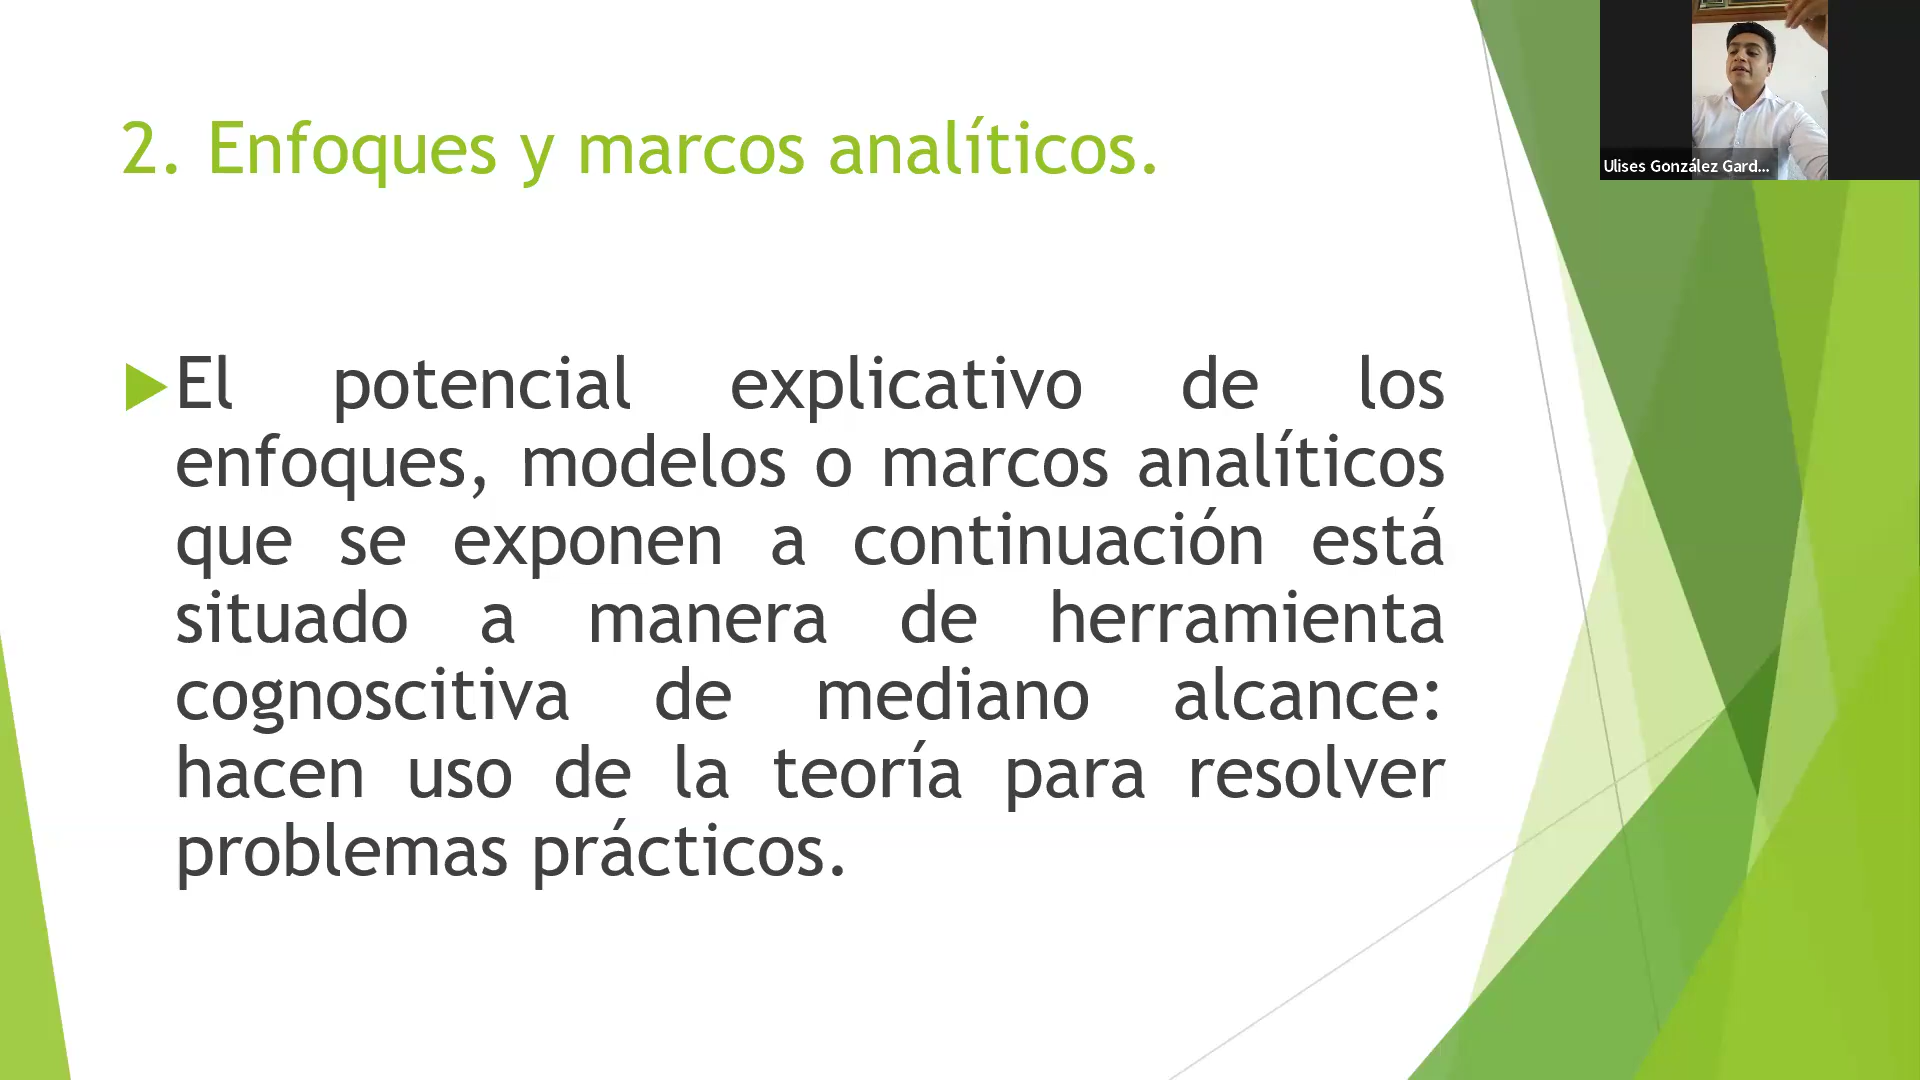 2. Enfoques y marcos analíticos.
Ulises González Gard...
El potencial explicativo de los
enfoques, modelos o marcos analíticos
que se exponen a continuación está
situado a manera de herramienta
cognoscitiva de mediano alcance:
hacen uso de la teoría para resolver
problemas prácticos.